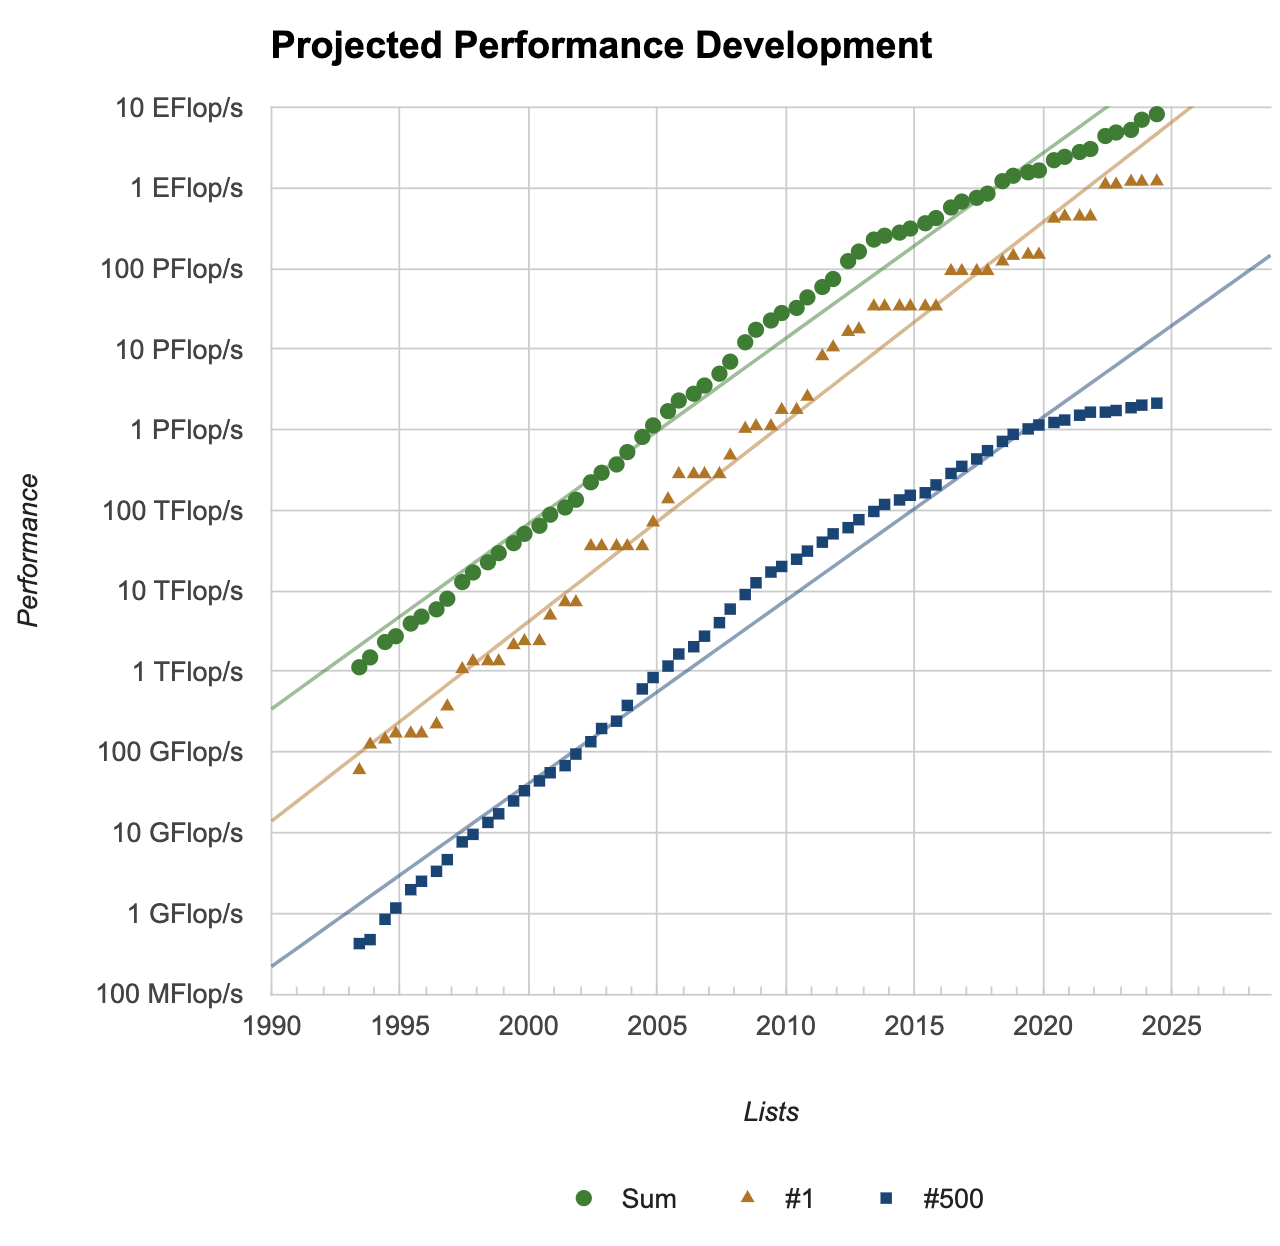 Projected Performance Development
10 EFlop/s
1 EFlop/s
100 PFlop/s
10 PFlop/s
1 PFlop/s
100 TFlop/s
10 TFlop/s
1 TFlop/s
100 GFlop/s
10 GFlop/s
1 GFlop/s
100 MFlop/s
Performance
1990 1995 2000 2005 2010 2015 2020 2025
Lists
Sum #1 #500